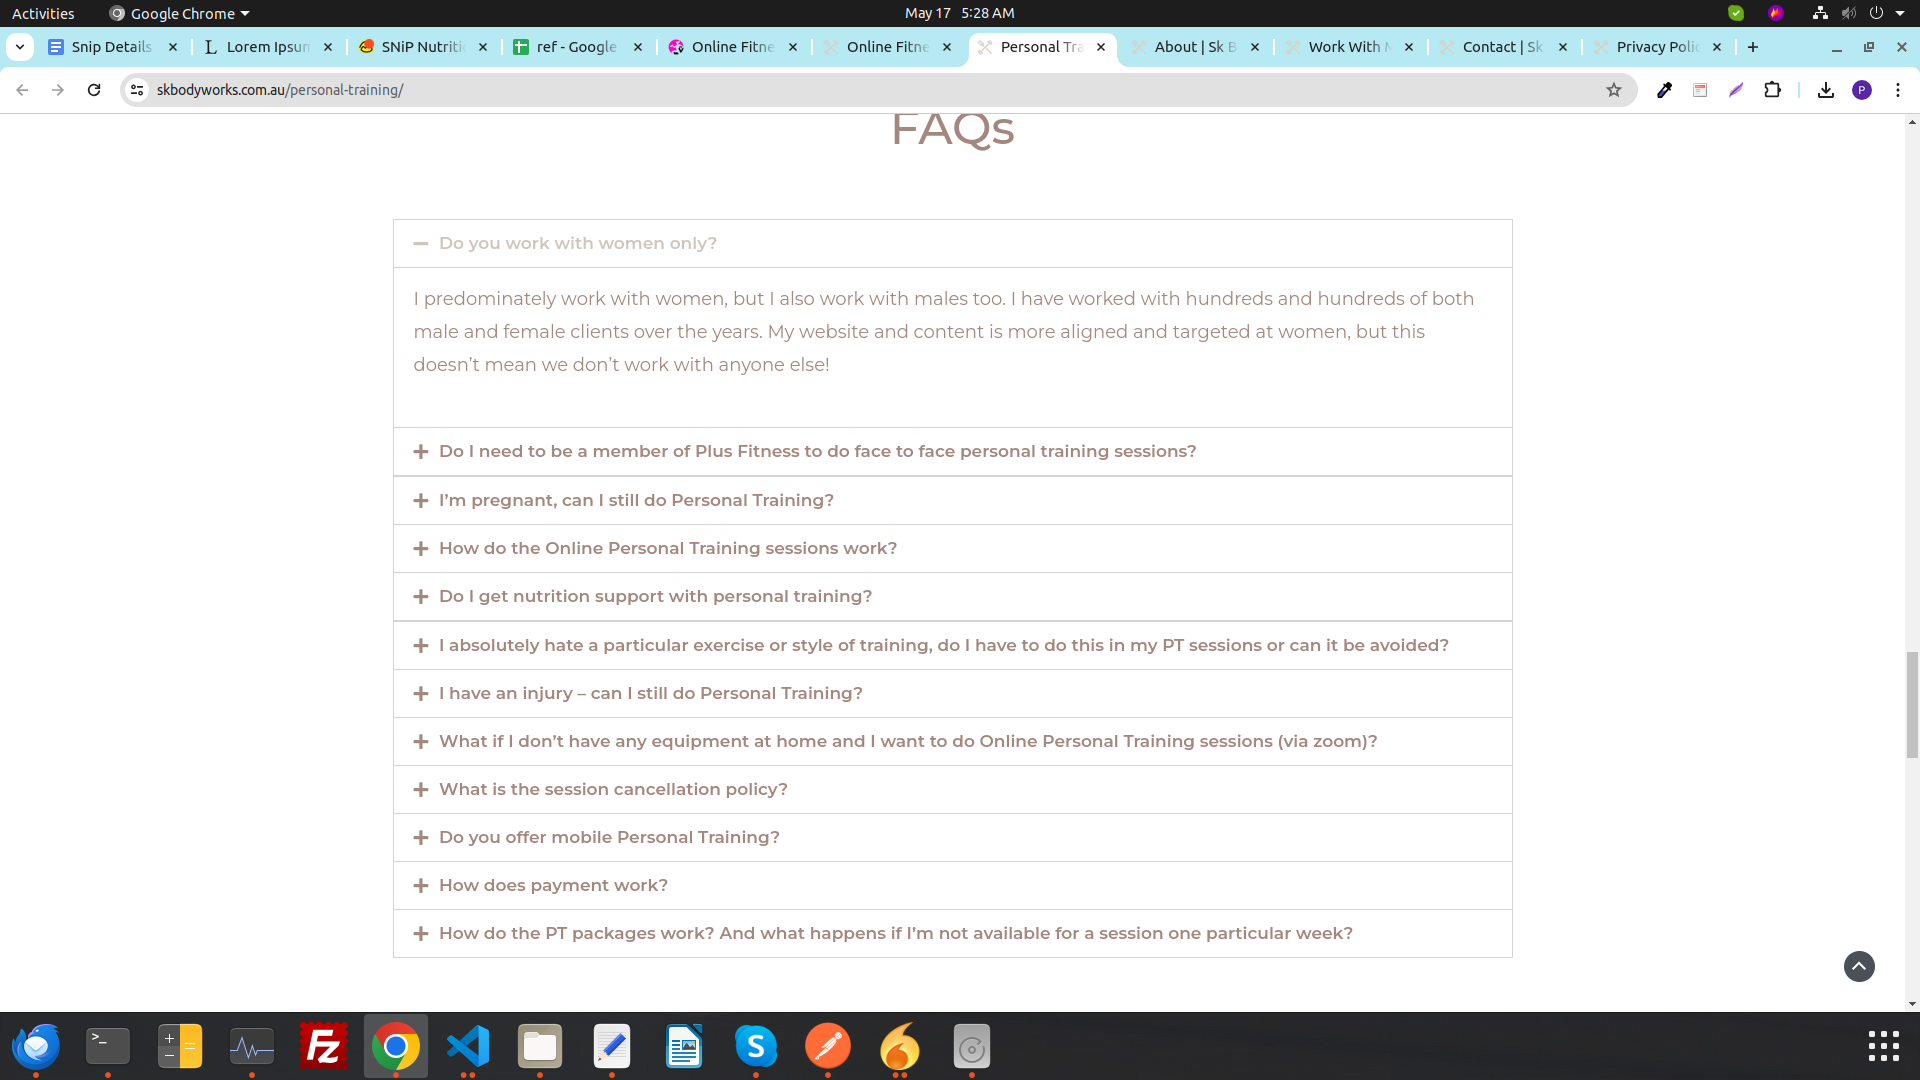 Activities
Google Chrome
May 17 5:28 AM
Snip Details
Lorem Ipsum
SNiP Nutriti
ref - Google
Online Fitne
Online Fitne
Personal Tra
About | Sk B
Work With M
Contact | Sk
Privacy Polic
skbodyworks.com.au/personal-training/
P
FAQs
Do you work with women only?
I predominately work with women, but I also work with males too. I have worked with hundreds and hundreds of both
male and female clients over the years. My website and content is more aligned and targeted at women, but this
doesn’t mean we don’t work with anyone else!
Do I need to be a member of Plus Fitness to do face to face personal training sessions?
I’m pregnant, can I still do Personal Training?
How do the Online Personal Training sessions work?
Do I get nutrition support with personal training?
I absolutely hate a particular exercise or style of training, do I have to do this in my PT sessions or can it be avoided?
I have an injury – can I still do Personal Training?
What if I don’t have any equipment at home and I want to do Online Personal Training sessions (via zoom)?
What is the session cancellation policy?
Do you offer mobile Personal Training?
How does payment work?
How do the PT packages work? And what happens if I’m not available for a session one particular week?